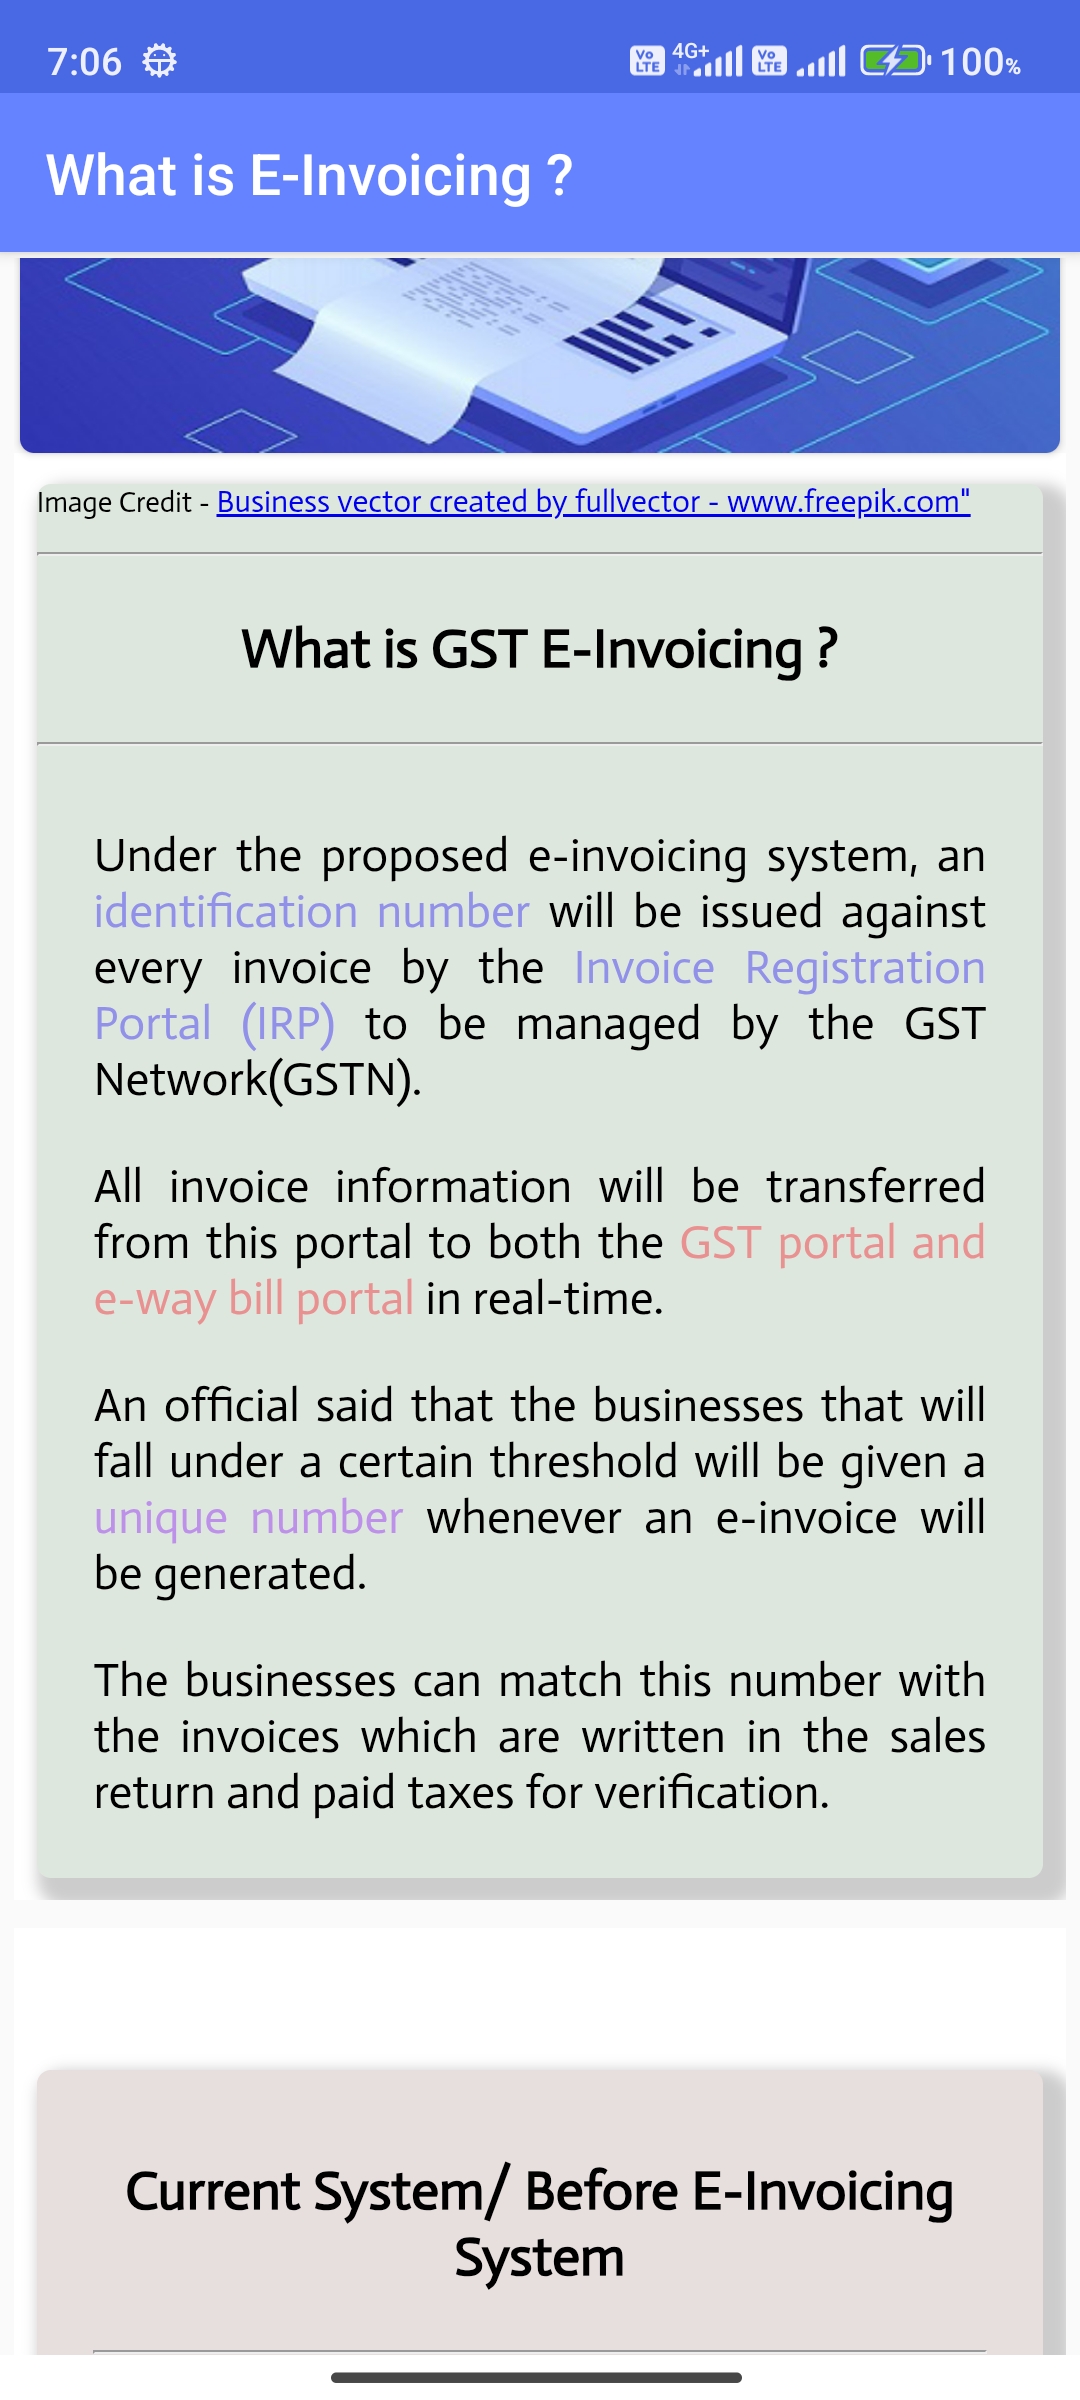 7:06 Vo LTE 4G+ Vo LTE 100%
What is E-Invoicing ?
Image Credit - Business vector created by fullvector - www.freepik.com"
What is GST E-Invoicing ?
Under the proposed e-invoicing system, an
identification number will be issued against
every invoice by the Invoice Registration
Portal (IRP) to be managed by the GST
Network(GSTN).
All invoice information will be transferred
from this portal to both the GST portal and
e-way bill portal in real-time.
An official said that the businesses that will
fall under a certain threshold will be given a
unique number whenever an e-invoice will
be generated.
The businesses can match this number with
the invoices which are written in the sales
return and paid taxes for verification.
Current System/ Before E-Invoicing
System